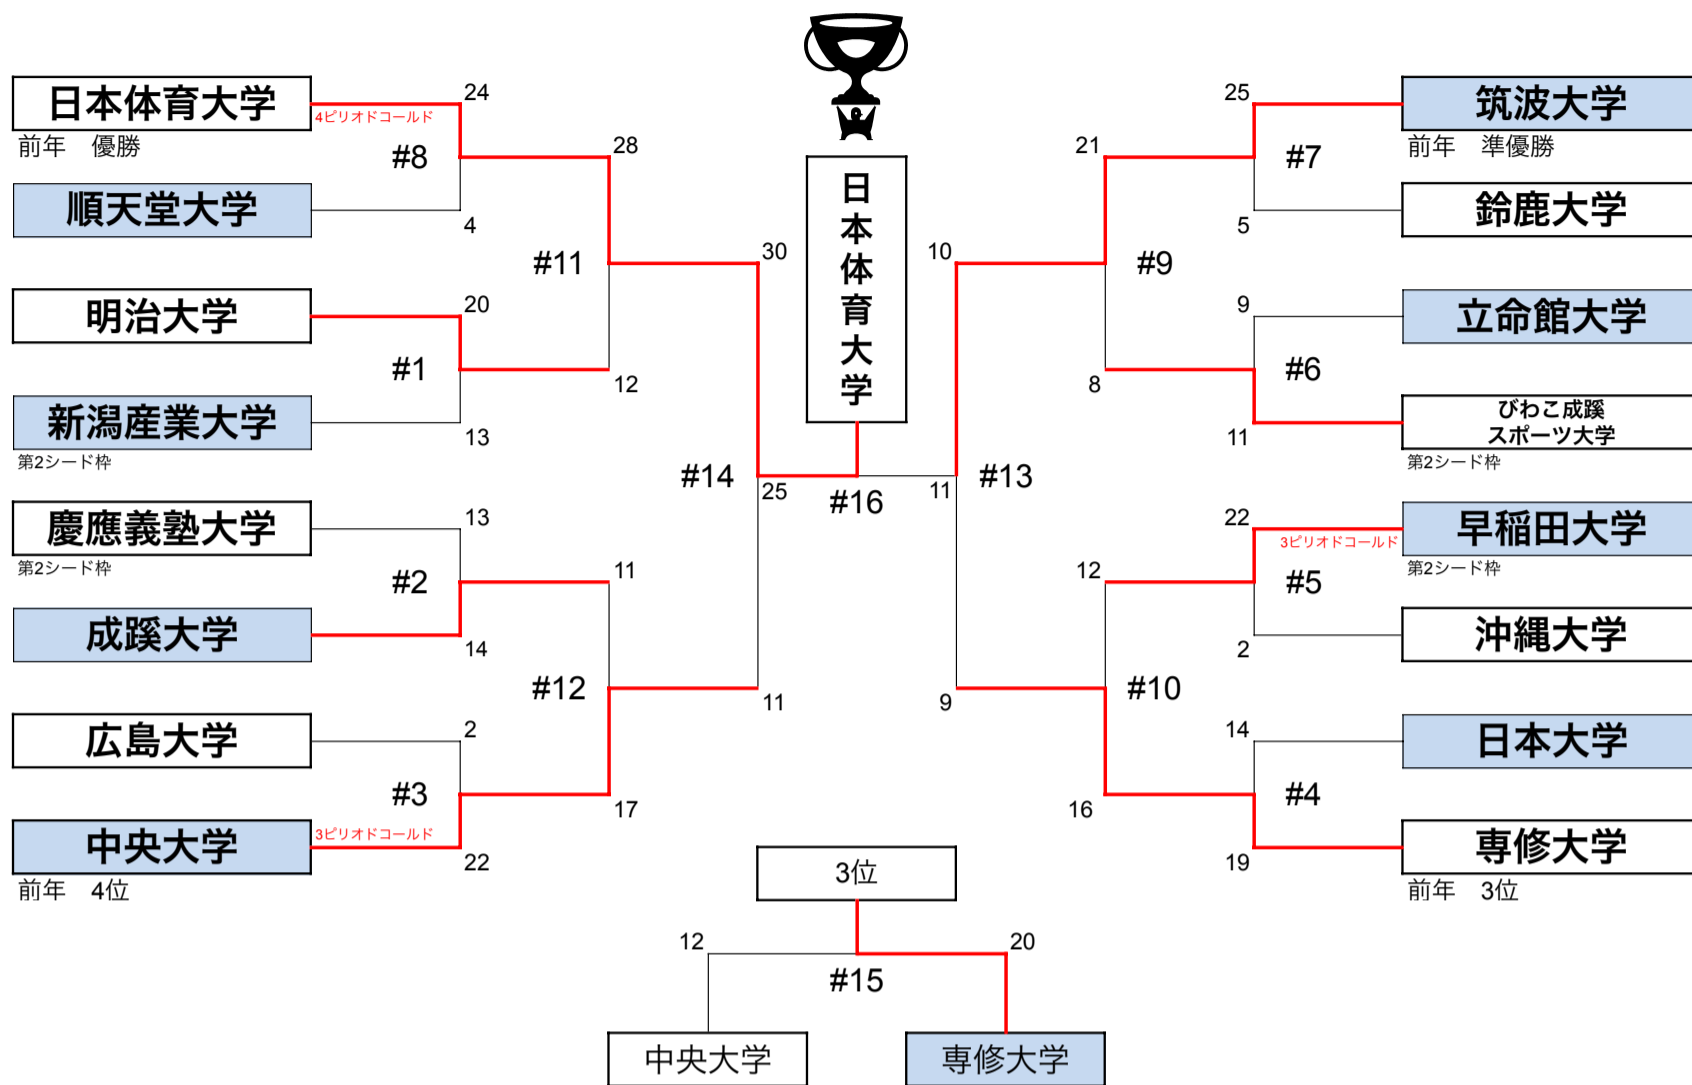 日本体育大学
前年 優勝
4ピリオドコールド
24
#8
順天堂大学
4
28
#11
明治大学
20
#1
新潟産業大学
第2シード枠
13
12
30
#14
慶應義塾大学
第2シード枠
13
#2
成蹊大学
14
11
#12
広島大学
2
#3
中央大学
前年 4位
3ピリオドコールド
22
17
11
25
日本体育大学
#16
11
筑波大学
前年 準優勝
25
#7
鈴鹿大学
5
21
#9
立命館大学
9
#6
びわこ成蹊
スポーツ大学
第2シード枠
11
8
10
#13
早稲田大学
第2シード枠
3ピリオドコールド
22
#5
沖縄大学
2
12
#10
日本大学
14
#4
専修大学
前年 3位
19
16
9
3位
12
20
#15
中央大学
専修大学